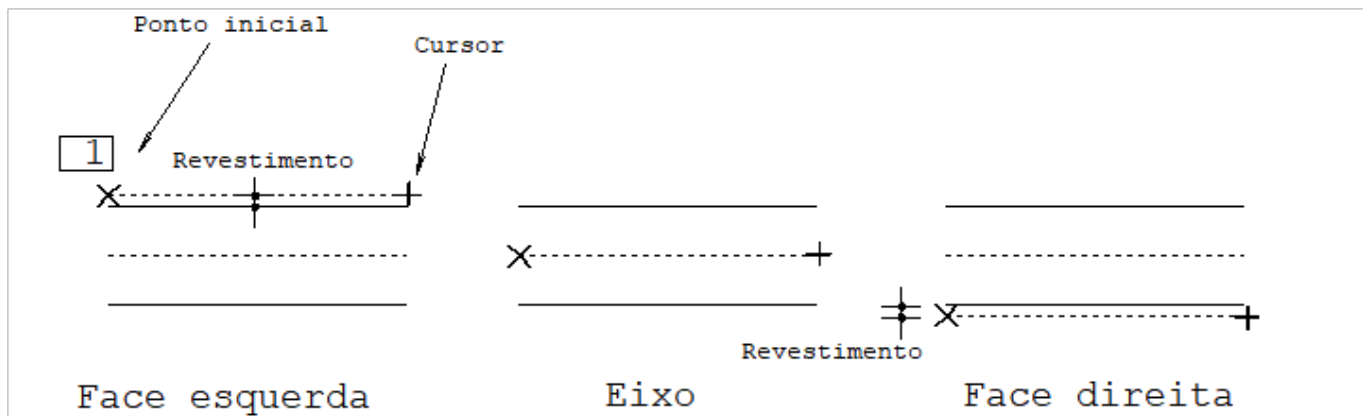 Ponto inicial
Cursor
1
Revestimento
Revestimento
Face esquerda
Eixo
Face direita